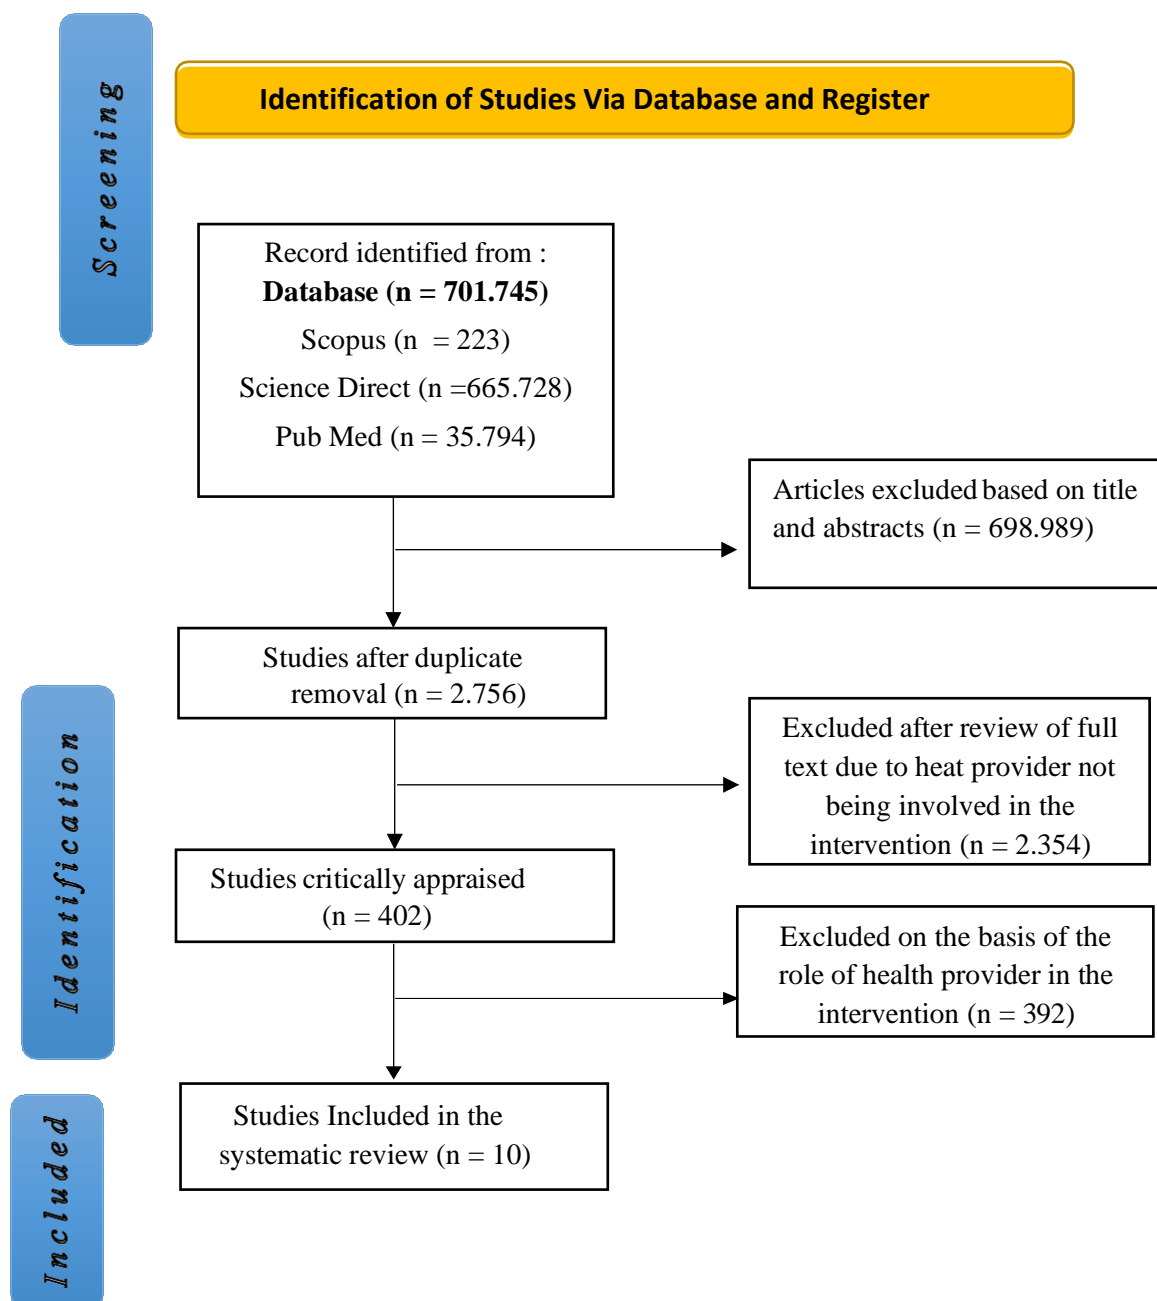 Screening
Identification of Studies Via Database and Register
Record identified from :
Database (n = 701.745)
Scopus (n = 223)
Science Direct (n =665.728)
Pub Med (n = 35.794)
Articles excluded based on title
and abstracts (n = 698.989)
Studies after duplicate
removal (n = 2.756)
Identification
Excluded after review of full
text due to heat provider not
being involved in the
intervention (n = 2.354)
Studies critically appraised
(n = 402)
Excluded on the basis of the
role of health provider in the
intervention (n = 392)
Included
Studies Included in the
systematic review (n = 10)